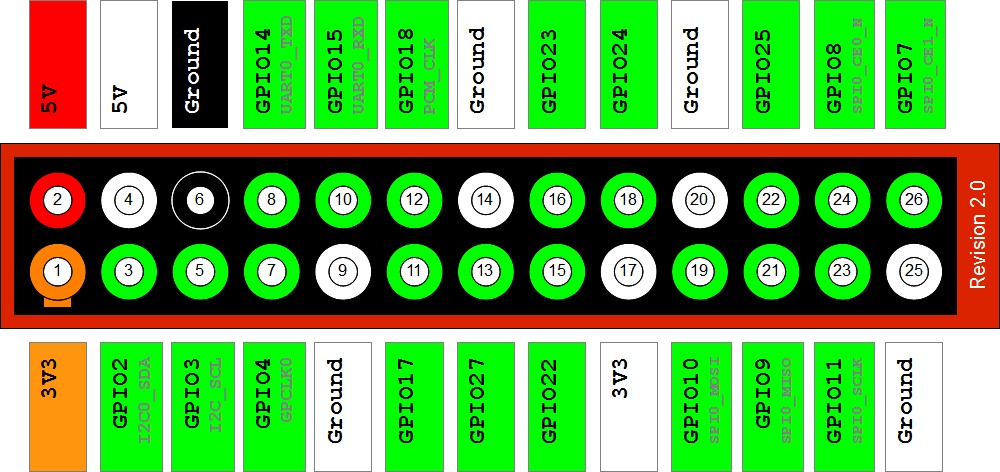 5V
5V
Ground
GPIO14
UART0_TXD
GPIO15
UART0_RXD
GPIO18
PCM_CLK
Ground
GPIO23
GPIO24
Ground
GPIO25
GPIO8
SPI0_CE0_N
GPIO7
SPI0_CE1_N
2 4 6 8 10 12 14 16 18 20 22 24 26
1 3 5 7 9 11 13 15 17 19 21 23 25
Revision 2.0
3V3
GPIO2
I2C0_SDA
GPIO3
I2C_SCL
GPIO4
GPCLK0
Ground
GPIO17
GPIO27
GPIO22
3V3
GPIO10
SPI0_MOSI
GPIO9
SPI0_MISO
GPIO11
SPI0_SCLK
Ground